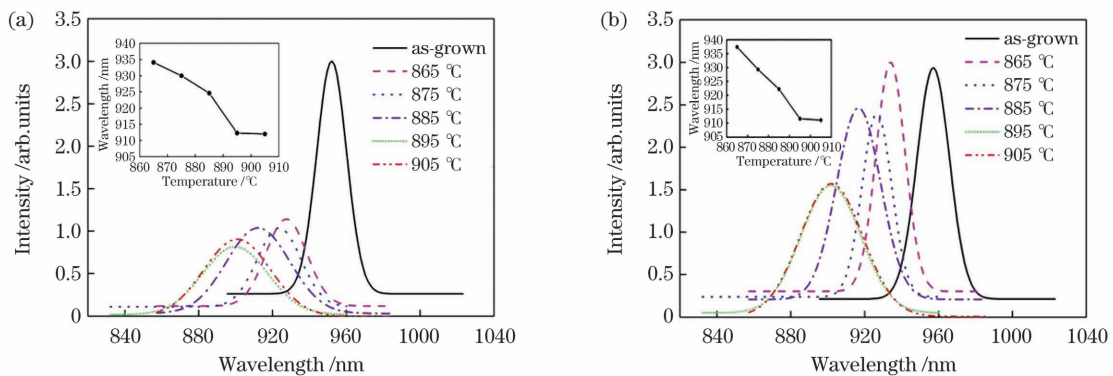 (a)
3.5
3.0
2.5
2.0
1.5
1.0
0.5
0
Intensity /arb.units
840 880 920 960 1000 1040
Wavelength /nm
as-grown
865 ℃
875 ℃
885 ℃
895 ℃
905 ℃
940
935
930
925
920
915
912
905
Wavelength /nm
860 870 880 890 900 910
Temperature /℃
(b)
3.5
3.0
2.5
2.0
1.5
1.0
0.5
0
Intensity /arb.units
840 880 920 960 1000 1040
Wavelength /nm
as-grown
865 ℃
875 ℃
885 ℃
895 ℃
905 ℃
940
935
930
925
920
915
910
905
Wavelength /nm
860 870 880 890 900 910
Temperature /℃